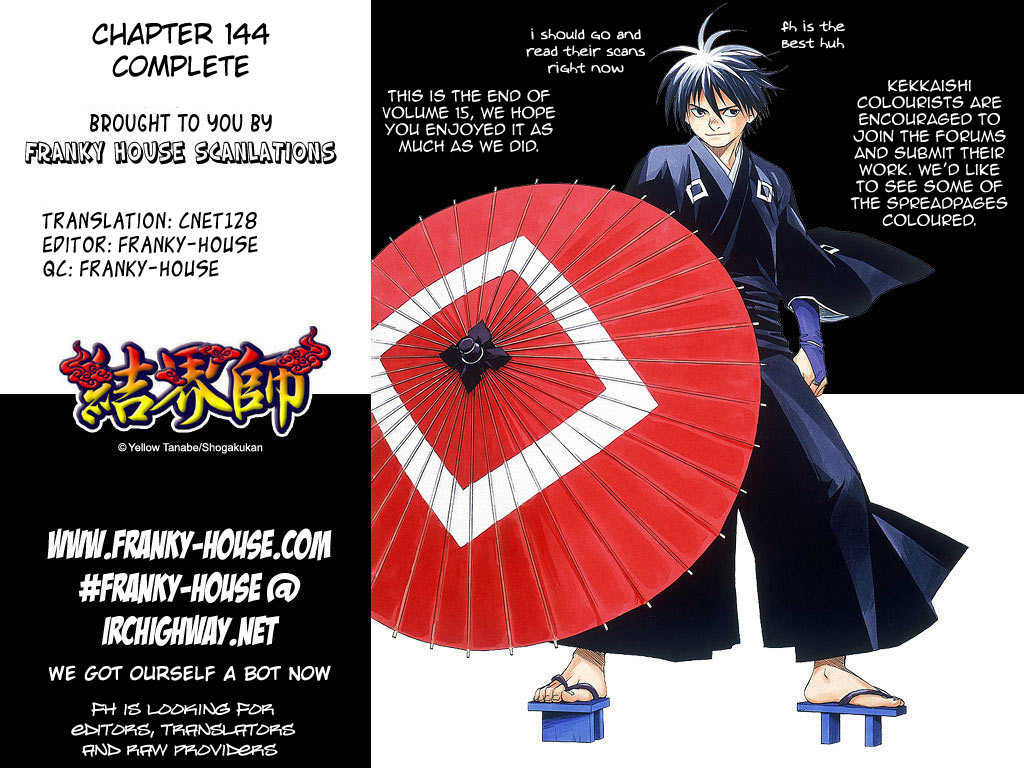 CHAPTER 144
COMPLETE
BROUGHT TO YOU BY
FRANKY HOUSE SCANLATIONS
TRANSLATION: CNET128
EDITOR: FRANKY-HOUSE
QC: FRANKY-HOUSE
結界師
© Yellow Tanabe/Shogakukan
WWW.FRANKY-HOUSE.COM
#FRANKY-HOUSE @
IRCHIGHWAY.NET
WE GOT OURSELF A BOT NOW
FH IS LOOKING FOR
EDITORS, TRANSLATORS
AND RAW PROVIDERS
i should go and
read their scans
right now
fh is the
Best huh
THIS IS THE END OF
VOLUME 15, WE HOPE
YOU ENJOYED IT AS
MUCH AS WE DID.
KEKKAISHI
COLOURISTS ARE
ENCOURAGED TO
JOIN THE FORUMS
AND SUBMIT THEIR
WORK. WE'D LIKE
TO SEE SOME OF
THE SPREADPAGES
COLOURED.